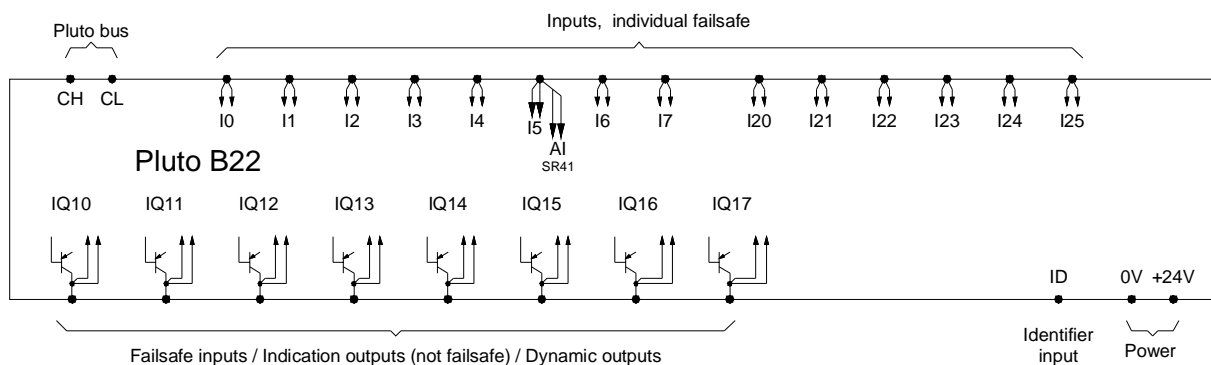 Pluto bus
Inputs, individual failsafe
CH CL
I0 I1 I2 I3 I4 I5 I6 I7 I20 I21 I22 I23 I24 I25
AI
SR41
Pluto B22
IQ10 IQ11 IQ12 IQ13 IQ14 IQ15 IQ16 IQ17
ID 0V +24V
Failsafe inputs / Indication outputs (not failsafe) / Dynamic outputs
Identifier
input
Power